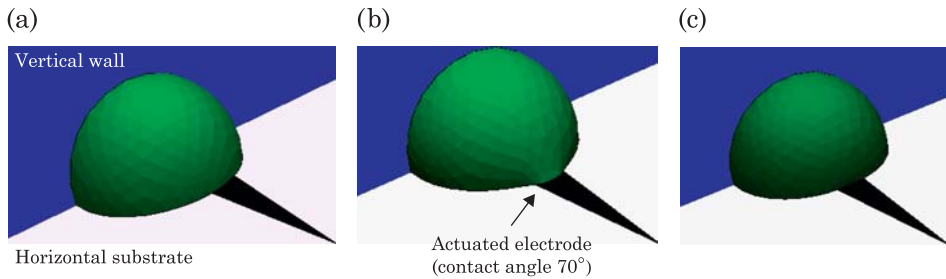 (a)
(b)
(c)
Vertical wall
Horizontal substrate
Actuated electrode
(contact angle 70°)